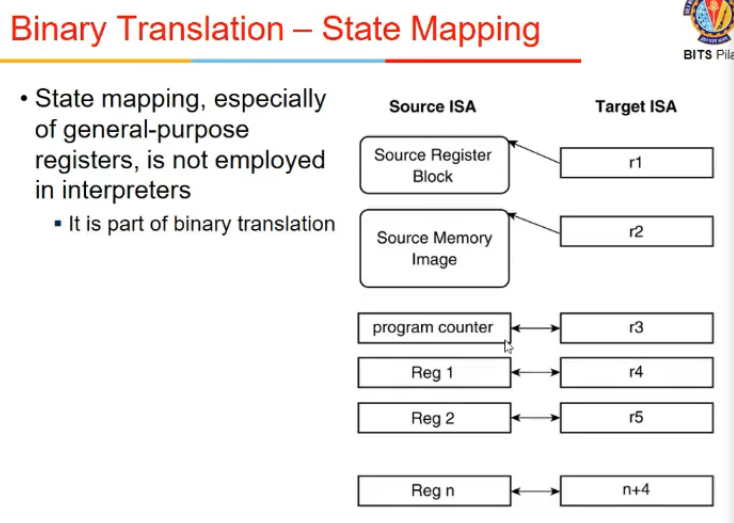 Binary Translation – State Mapping
BITS Pila
• State mapping, especially
of general-purpose
registers, is not employed
in interpreters
▪ It is part of binary translation
Source ISA
Target ISA
Source Register
Block
r1
Source Memory
Image
r2
program counter
r3
Reg 1
r4
Reg 2
r5
Reg n
n+4